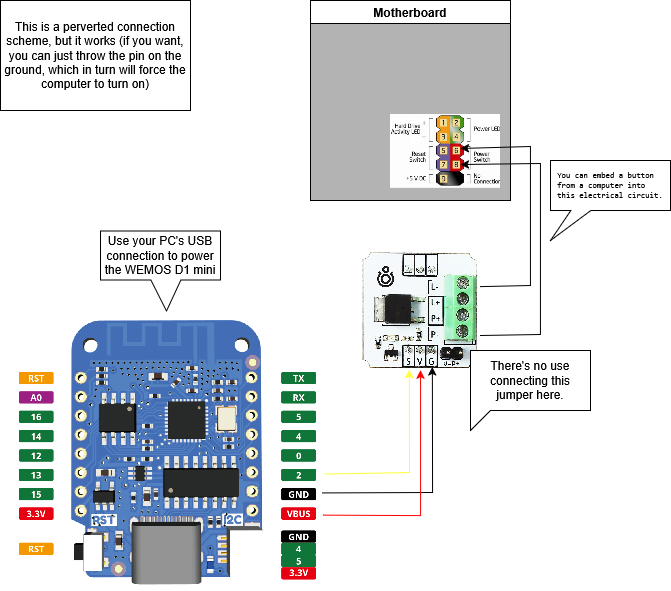 This is a perverted connection
scheme, but it works (if you want,
you can just throw the pin on the
ground, which in turn will force the
computer to turn on)
Motherboard
Hard Drive
Activity LED
+
-
1
2
3
4
Power LED
Reset
Switch
5
6
7
8
Power
Switch
+5 V DC
9
No
Connection
You can embed a button
from a computer into
this electrical circuit.
Use your PC's USB
connection to power
the WEMOS D1 mini
L-
L+
P+
P
S
V
G
There's no use
connecting this
jumper here.
RST
A0
16
14
12
13
15
3.3V
RST
TX
RX
5
4
0
2
GND
VBUS
GND
4
5
3.3V
RST
I2C